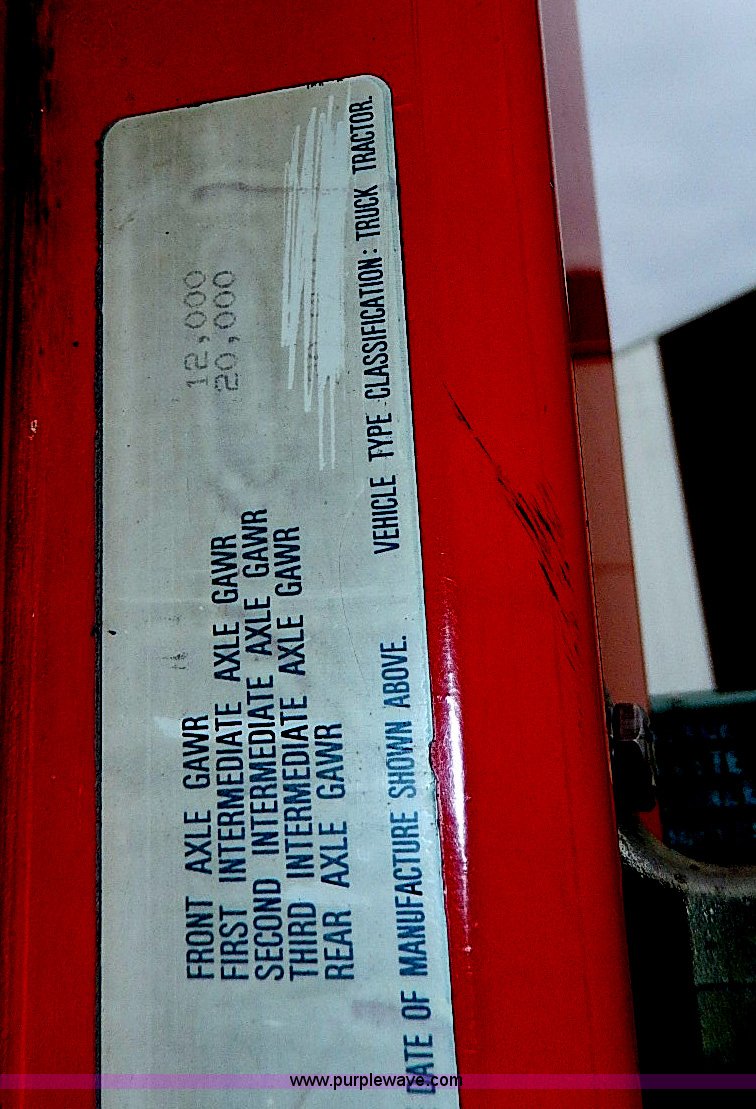 FRONT AXLE GAWR 12,000
FIRST INTERMEDIATE AXLE GAWR 20,000
SECOND INTERMEDIATE AXLE GAWR
THIRD INTERMEDIATE AXLE GAWR
REAR AXLE GAWR
DATE OF MANUFACTURE SHOWN ABOVE. VEHICLE TYPE CLASSIFICATION: TRUCK TRACTOR.
www.purplewave.com